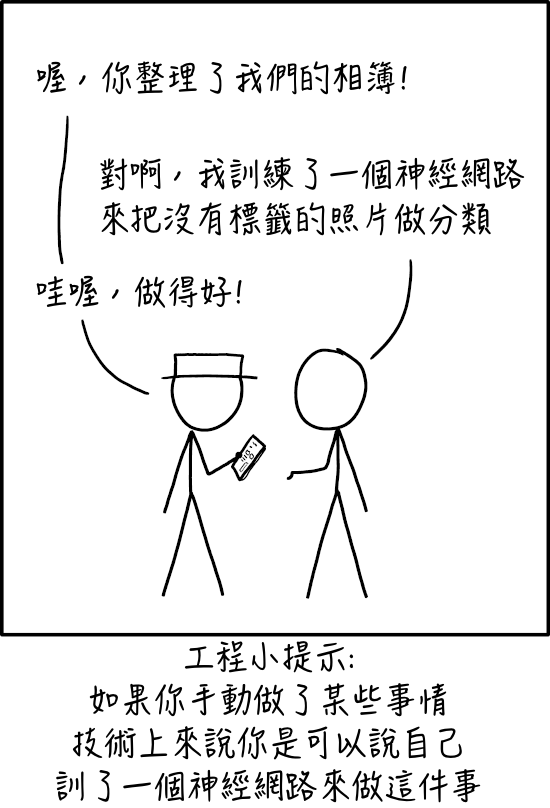 喔，你整理了我們的相簿！
對啊，我訓練了一個神經網路
來把沒有標籤的照片做分類
哇喔，做得好！
工程小提示：
如果你手動做了某些事情
技術上來說你是可以說自己
訓了一個神經網路來做這件事